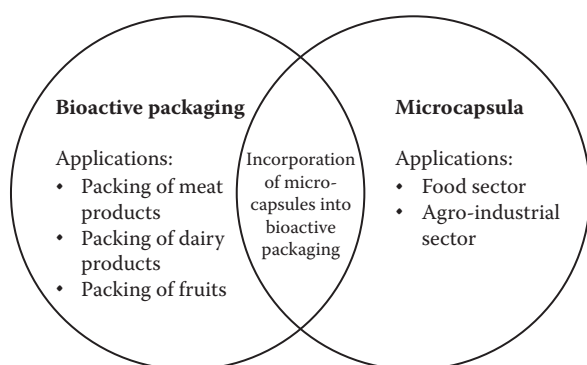 Bioactive packaging
Applications:
• Packing of meat
products
• Packing of dairy
products
• Packing of fruits
Incorporation
of micro-
capsules into
bioactive
packaging
Microcapsula
Applications:
• Food sector
• Agro-industrial
sector